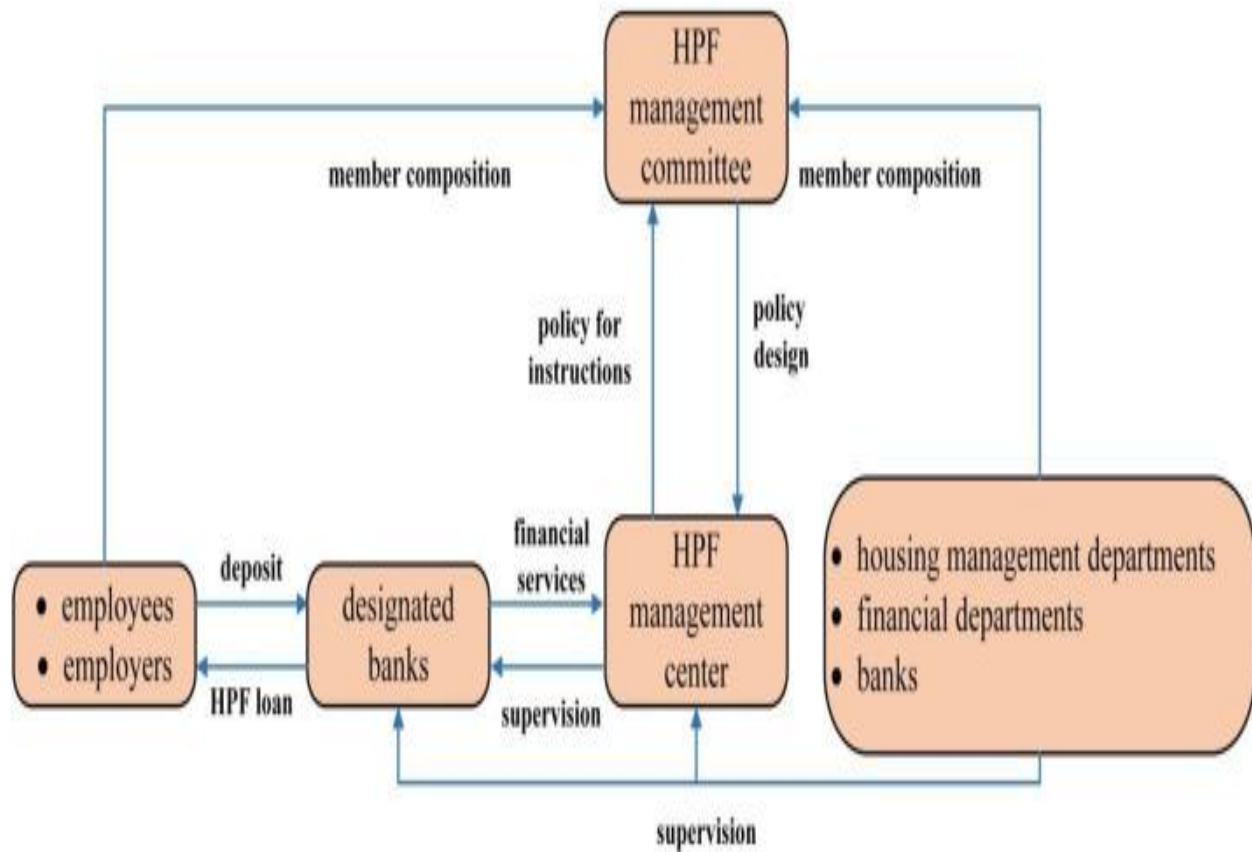 HPF
management
committee
member composition
member composition
policy for
instructions
policy
design
deposit
financial
services
HPF
management
center
• housing management departments
• financial departments
• banks
• employees
• employers
designated
banks
HPF loan
supervision
supervision